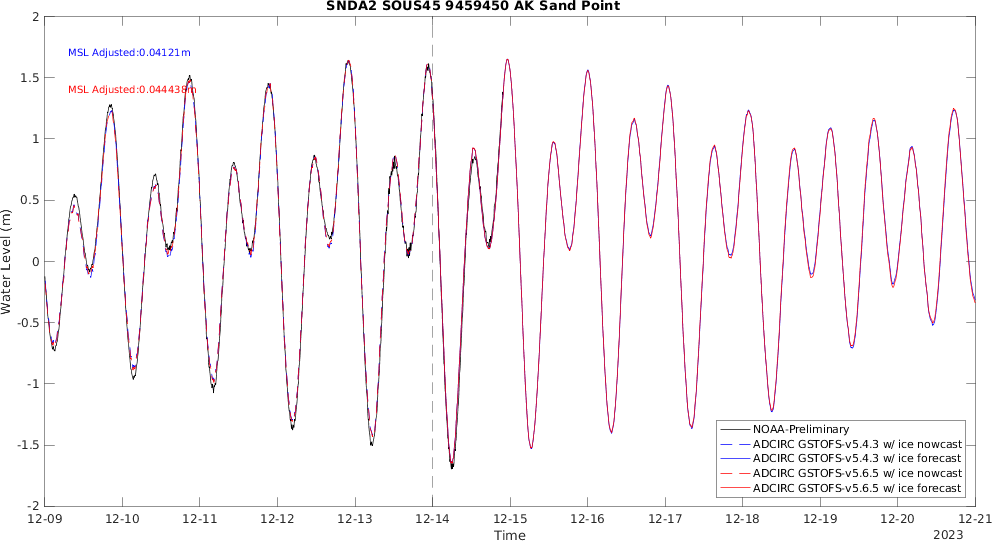 SNDA2 SOUS45 9459450 AK Sand Point
2
1.5
1
0.5
0
-0.5
-1
-1.5
-2
Water Level (m)
MSL Adjusted:0.04121m
MSL Adjusted:0.044438m
NOAA-Preliminary
ADCIRC GSTOFS-v5.4.3 w/ ice nowcast
ADCIRC GSTOFS-v5.4.3 w/ ice forecast
ADCIRC GSTOFS-v5.6.5 w/ ice nowcast
ADCIRC GSTOFS-v5.6.5 w/ ice forecast
12-09 12-10 12-11 12-12 12-13 12-14 12-15 12-16 12-17 12-18 12-19 12-20 12-21
Time
2023